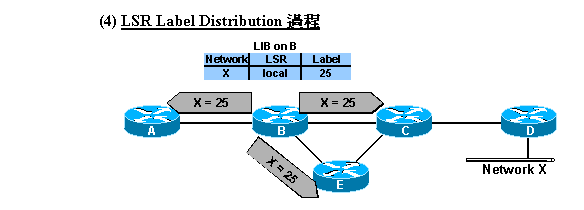 (4) LSR Label Distribution 過程
LIB on B
Network LSR Label
X local 25
X = 25 X = 25
A B C D
X = 25
E
Network X